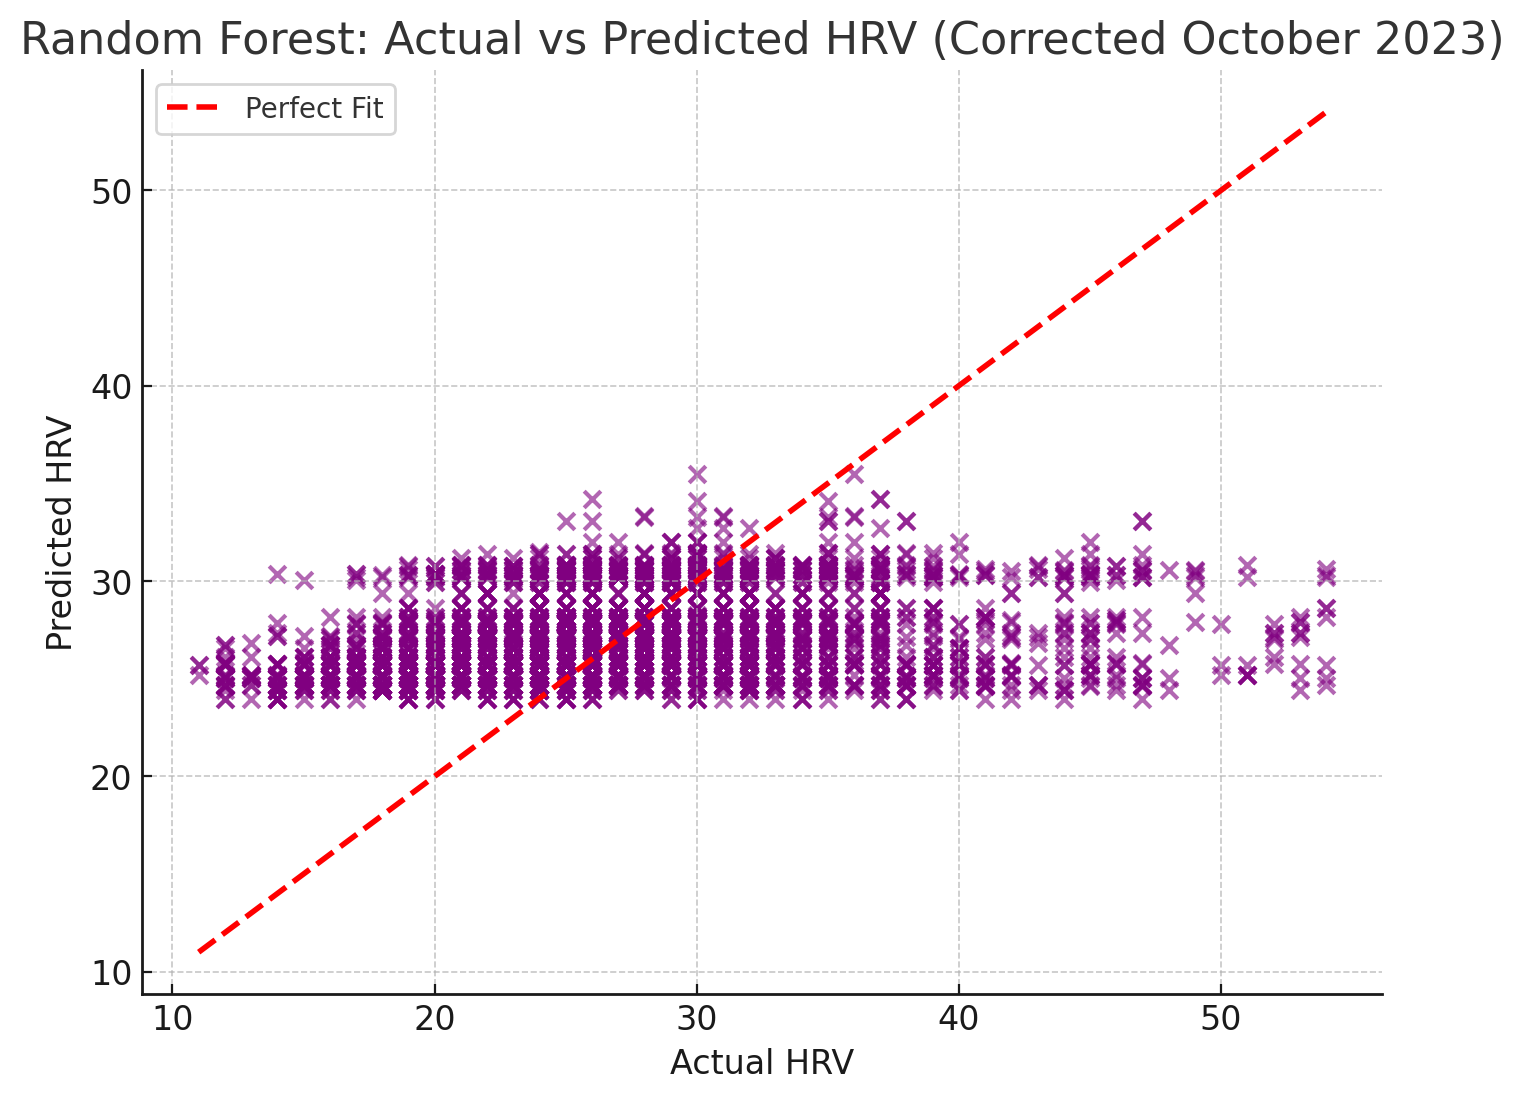 Random Forest: Actual vs Predicted HRV (Corrected October 2023)
Perfect Fit
Predicted HRV
50
40
30
20
10
10 20 30 40 50
Actual HRV